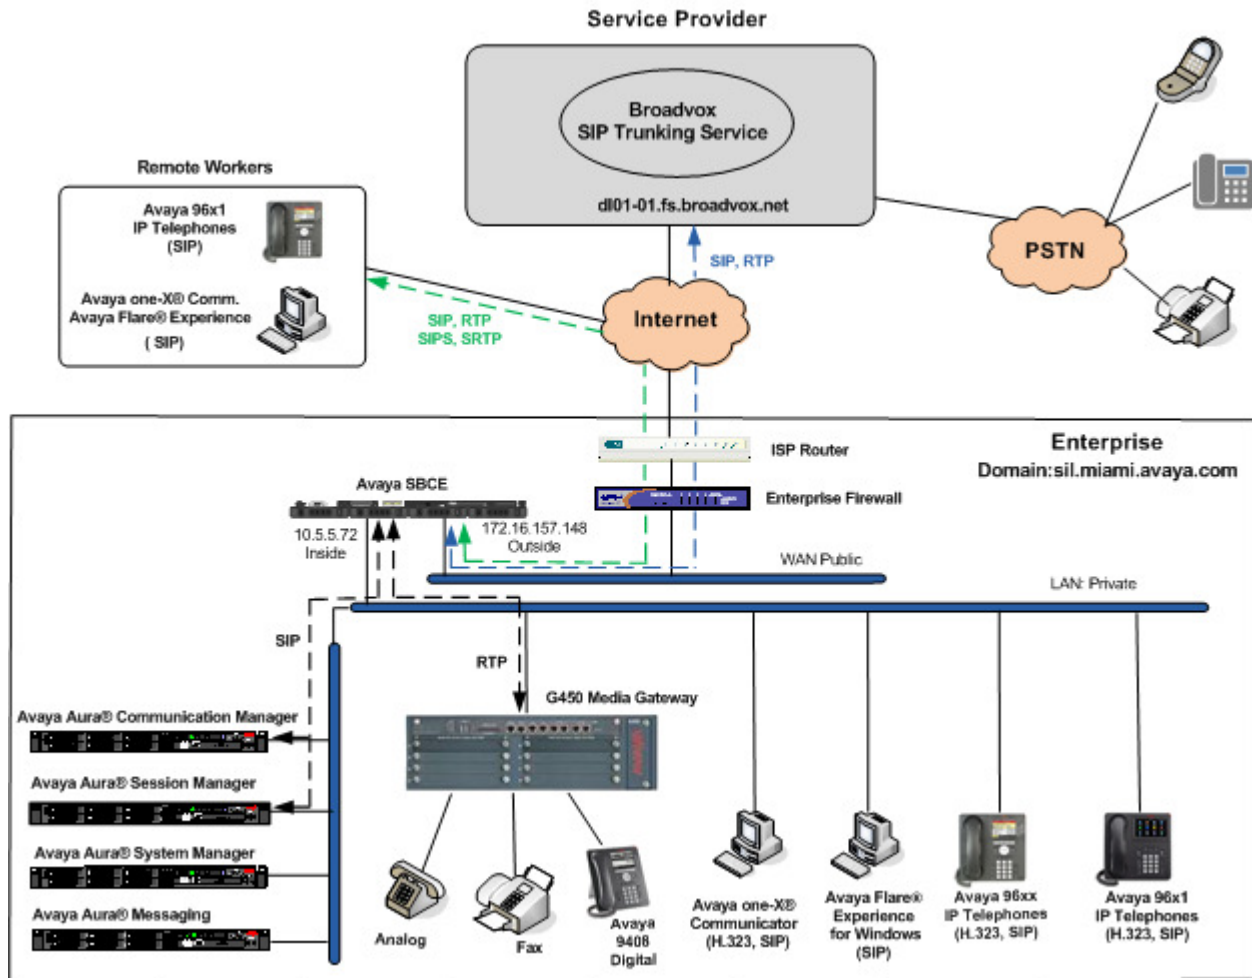 Service Provider
Broadvox
SIP Trunking Service
dl01-01.fs.broadvox.net
Remote Workers
Avaya 96x1
IP Telephones
(SIP)
Avaya one-X® Comm.
Avaya Flare® Experience
( SIP)
SIP, RTP
SIPS, SRTP
SIP, RTP
Internet
PSTN
Enterprise
Domain:sil.miami.avaya.com
ISP Router
Enterprise Firewall
Avaya SBCE
10.5.5.72
Inside
172.16.157.148
Outside
WAN Public
LAN: Private
SIP
RTP
G450 Media Gateway
Avaya Aura® Communication Manager
Avaya Aura® Session Manager
Avaya Aura® System Manager
Avaya Aura® Messaging
Analog
Fax
Avaya
9408
Digital
Avaya one-X®
Communicator
(H.323, SIP)
Avaya Flare®
Experience
for Windows
(SIP)
Avaya 96xx
IP Telephones
(H.323, SIP)
Avaya 96x1
IP Telephones
(H.323, SIP)